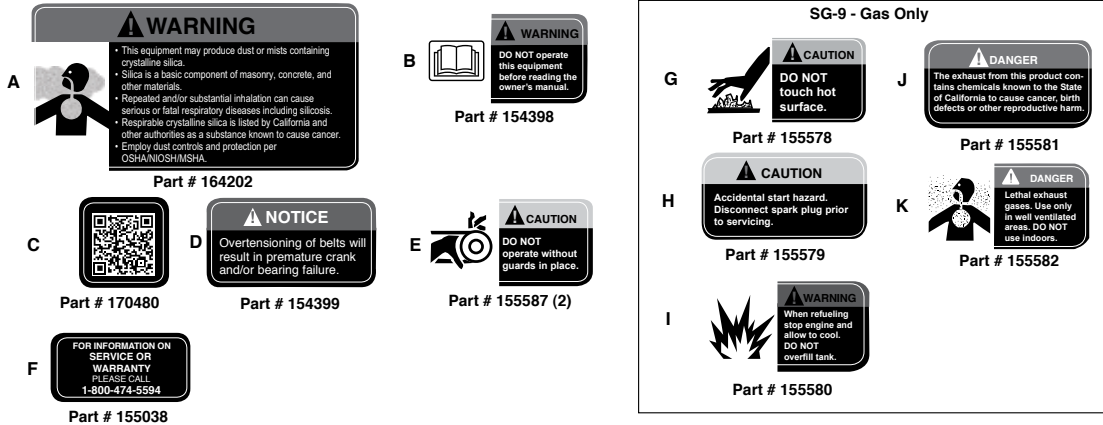 A
WARNING
• This equipment may produce dust or mists containing
crystalline silica.
• Silica is a basic component of masonry, concrete, and
other materials.
• Repeated and/or substantial inhalation can cause
serious or fatal respiratory diseases including silicosis.
• Respirable crystalline silica is listed by California and
other authorities as a substance known to cause cancer.
• Employ dust controls and protection per
OSHA/NIOSH/MSHA.
Part # 164202
B
WARNING
DO NOT operate
this equipment
before reading the
owner's manual.
Part # 154398
C
Part # 170480
D
NOTICE
Overtensioning of belts will
result in premature crank
and/or bearing failure.
Part # 154399
E
CAUTION
DO NOT
operate without
guards in place.
Part # 155587 (2)
F
FOR INFORMATION ON
SERVICE OR
WARRANTY
PLEASE CALL
1-800-474-5594
Part # 155038
SG-9 - Gas Only
G
CAUTION
DO NOT
touch hot
surface.
Part # 155578
H
CAUTION
Accidental start hazard.
Disconnect spark plug prior
to servicing.
Part # 155579
I
WARNING
When refueling
stop engine and
allow to cool.
DO NOT
overfill tank.
Part # 155580
J
DANGER
The exhaust from this product con-
tains chemicals known to the State
of California to cause cancer, birth
defects or other reproductive harm.
Part # 155581
K
DANGER
Lethal exhaust
gases. Use only
in well ventilated
areas. DO NOT
use indoors.
Part # 155582